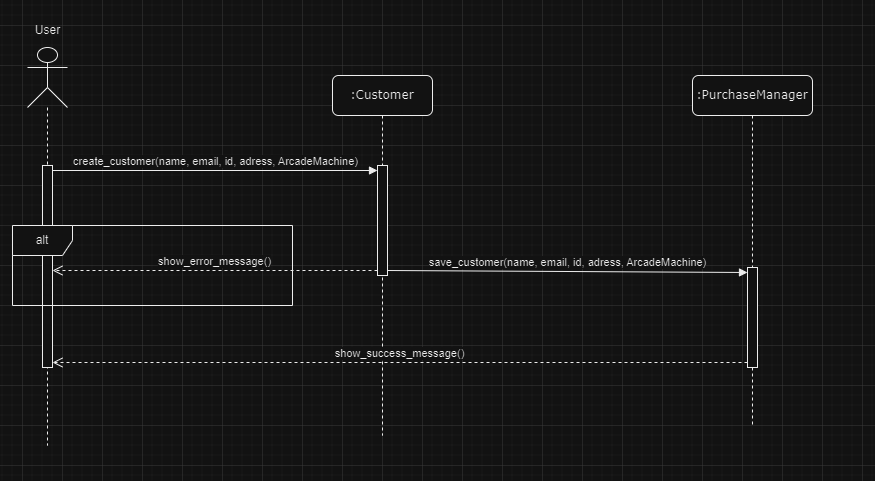 User
:Customer
:PurchaseManager
create_customer(name, email, id, adress, ArcadeMachine)
alt
show_error_message()
save_customer(name, email, id, adress, ArcadeMachine)
show_success_message()